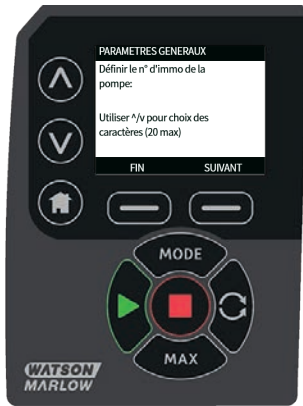 PARAMETRES GENERAUX
Définir le n° d'immo de la
pompe:
Utiliser ^/v pour choix des
caractères (20 max)
FIN SUIVANT
MODE
MAX
WATSON
MARLOW